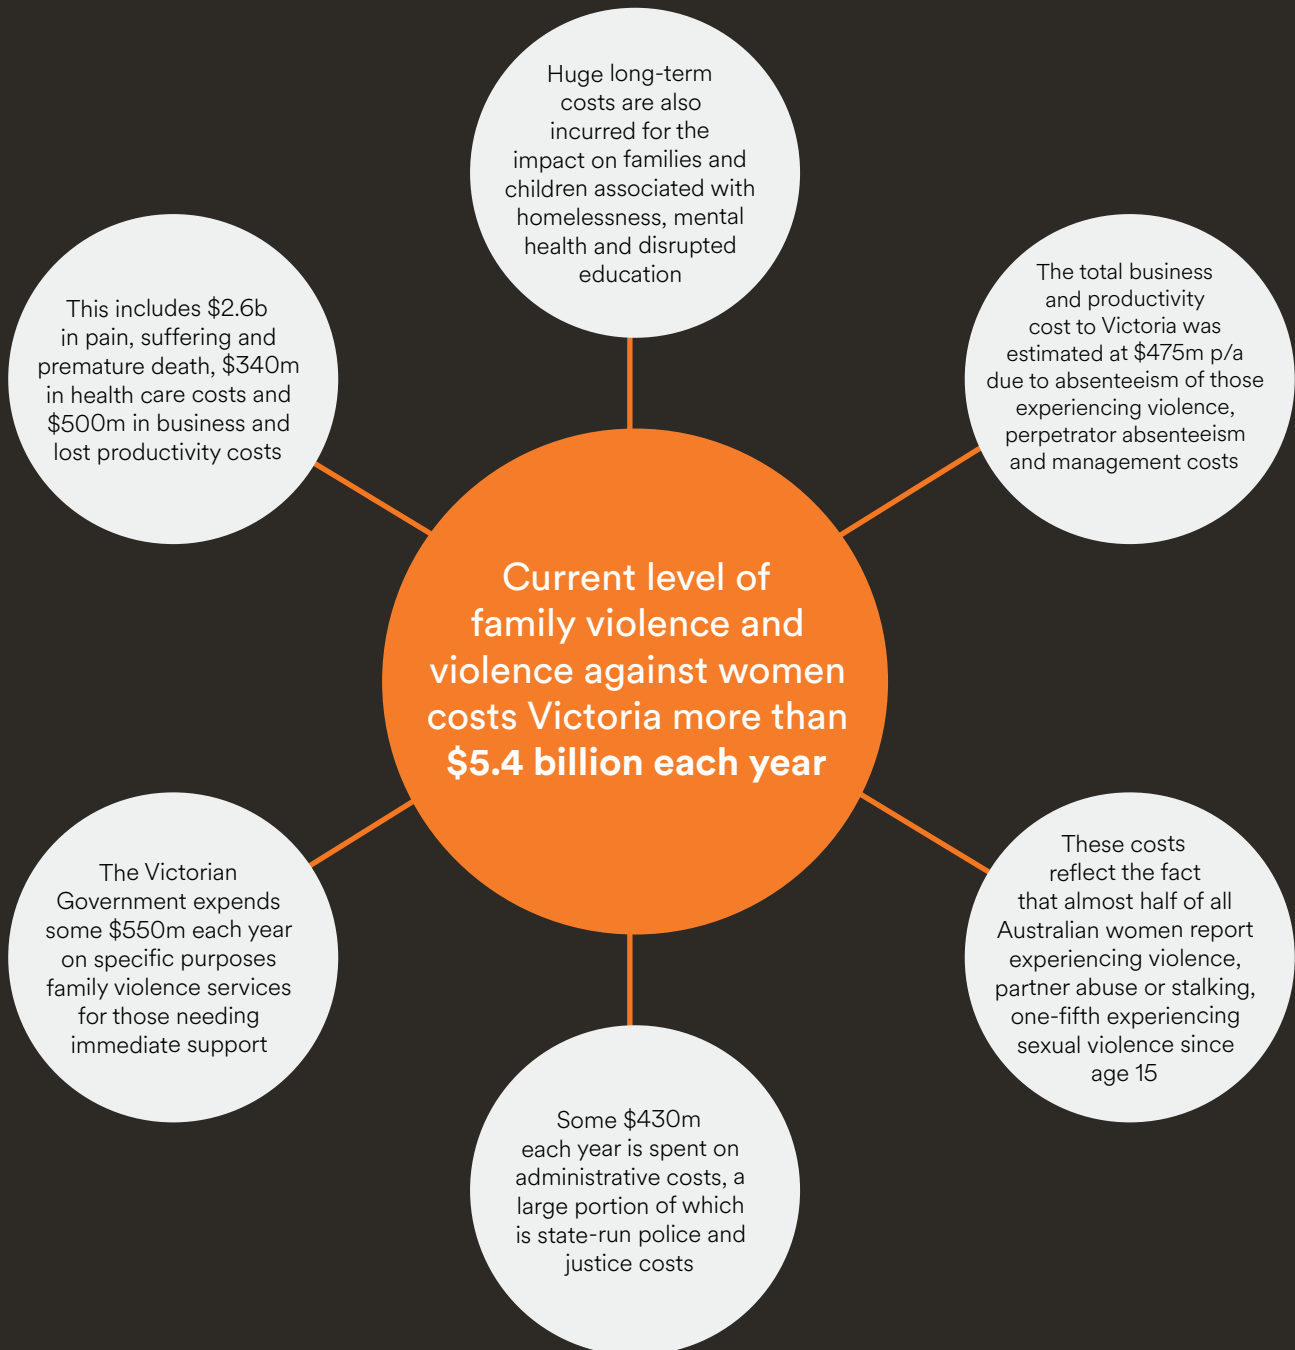 Huge long-term
costs are also
incurred for the
impact on families and
children associated with
homelessness, mental
health and disrupted
education
This includes $2.6b
in pain, suffering and
premature death, $340m
in health care costs and
$500m in business and
lost productivity costs
The total business
and productivity
cost to Victoria was
estimated at $475m p/a
due to absenteeism of those
experiencing violence,
perpetrator absenteeism
and management costs
Current level of
family violence and
violence against women
costs Victoria more than
$5.4 billion each year
The Victorian
Government expends
some $550m each year
on specific purposes
family violence services
for those needing
immediate support
These costs
reflect the fact
that almost half of all
Australian women report
experiencing violence,
partner abuse or stalking,
one-fifth experiencing
sexual violence since
age 15
Some $430m
each year is spent on
administrative costs, a
large portion of which
is state-run police and
justice costs